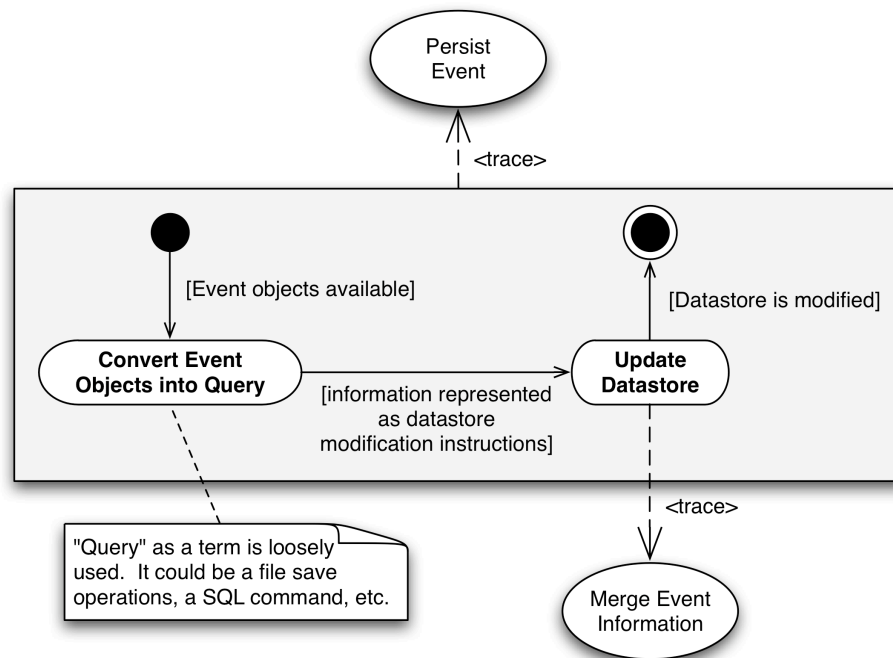 Persist
Event
<trace>
[Event objects available]
[Datastore is modified]
Convert Event
Objects into Query
Update
Datastore
[information represented
as datastore
modification instructions]
<trace>
"Query" as a term is loosely
used.  It could be a file save
operations, a SQL command, etc.
Merge Event
Information